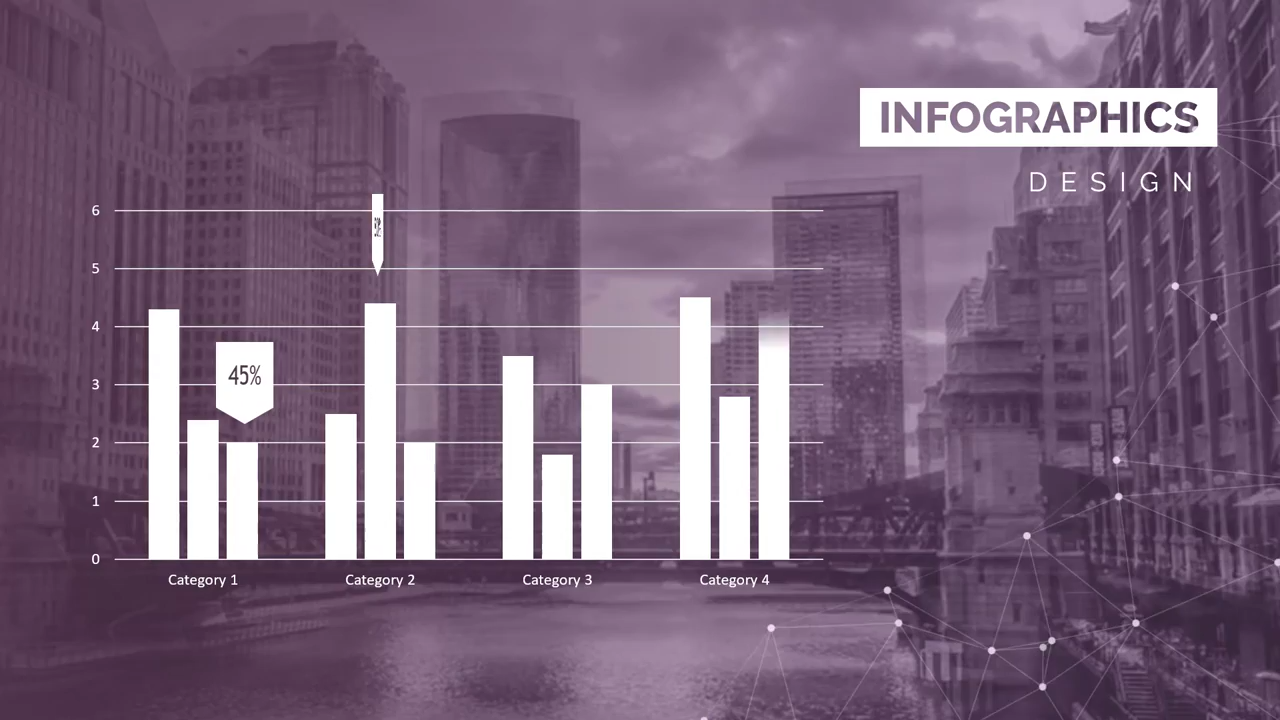 INFOGRAPHICS
DESIGN
6
5
4
45%
3
2
1
0
Category 1
Category 2
Category 3
Category 4